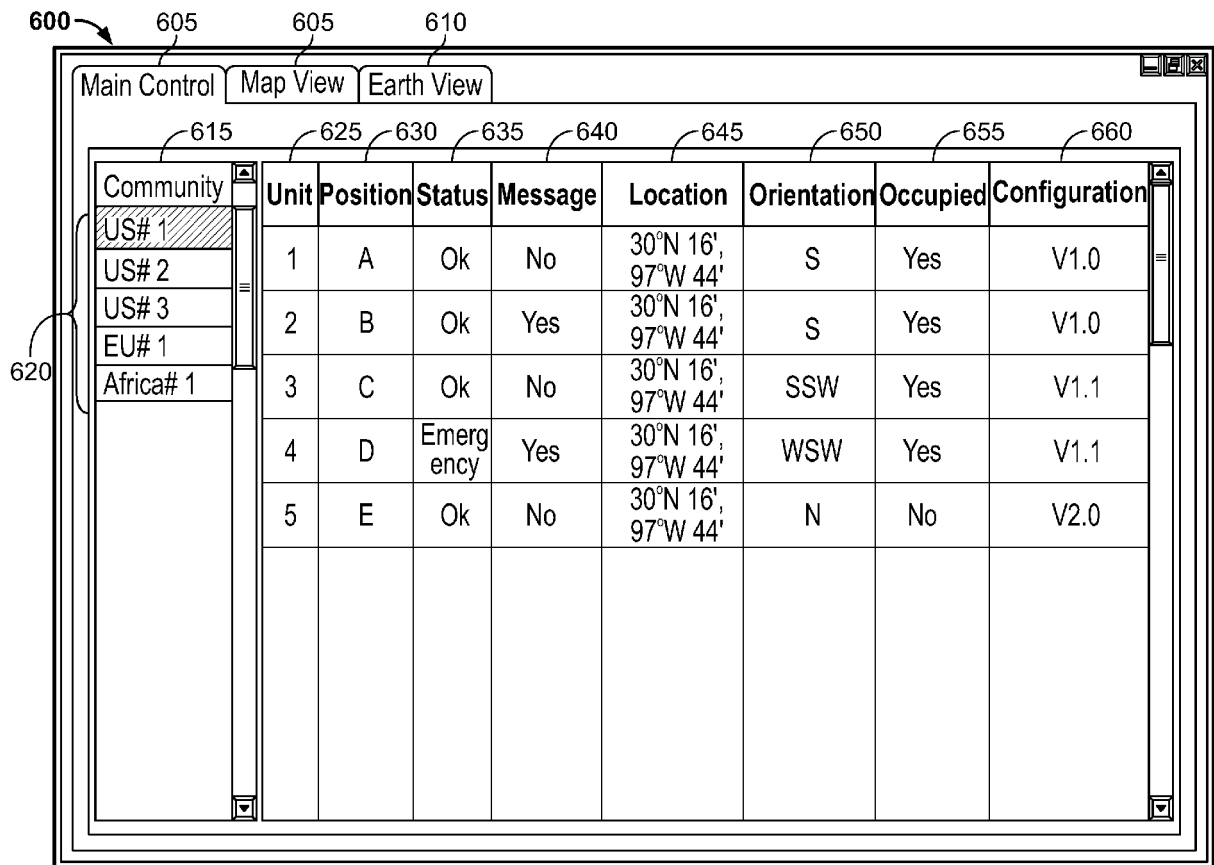 600 605 605 610
Main Control Map View Earth View
615 625 630 635 640 645 650 655 660
Community
US# 1
US# 2
US# 3
EU# 1
Africa# 1
620
Unit Position Status Message Location Orientation Occupied Configuration
1 A Ok No 30°N 16', 97°W 44' S Yes V1.0
2 B Ok Yes 30°N 16', 97°W 44' S Yes V1.0
3 C Ok No 30°N 16', 97°W 44' SSW Yes V1.1
4 D Emerg ency Yes 30°N 16', 97°W 44' WSW Yes V1.1
5 E Ok No 30°N 16', 97°W 44' N No V2.0